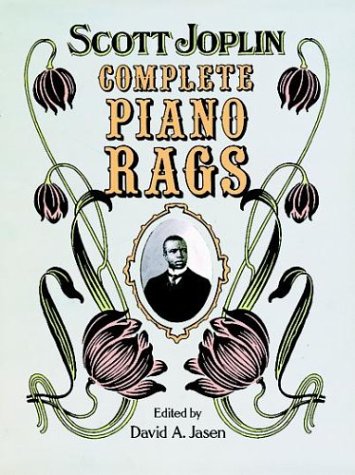 SCOTT JOPLIN
COMPLETE
PIANO
RAGS
Edited by
David A. Jasen